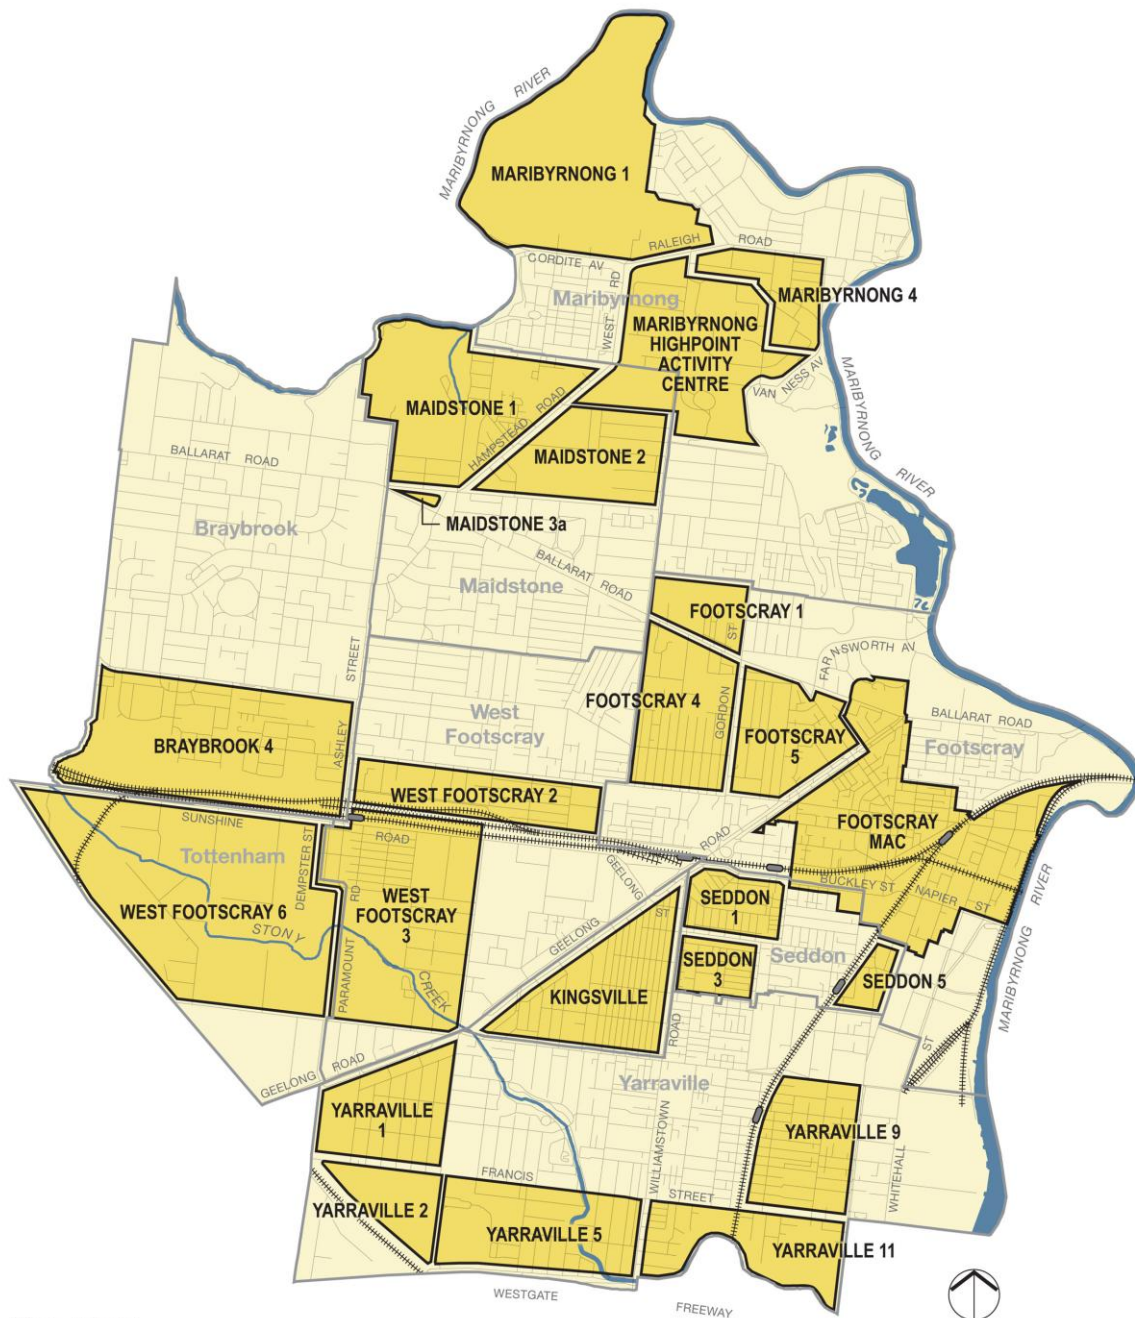 MARIBYRNONG RIVER
MARIBYRNONG 1
RALEIGH ROAD
CORDITE AV
Maribyrnong
WEST RD
MARIBYRNONG 4
MARIBYRNONG
HIGHPOINT
ACTIVITY
CENTRE
VAN NESS AV
MARIBYRNONG RIVER
MAIDSTONE 1
HAMPSTEAD ROAD
MAIDSTONE 2
BALLARAT ROAD
MAIDSTONE 3a
Braybrook
BALLARAT ROAD
Maidstone
FOOTSCRAY 1
GORDON ST
FARNSWORTH AV
STREET
ASHLEY
FOOTSCRAY 4
West
Footscray
BALLARAT ROAD
Footscray
BRAYBROOK 4
FOOTSCRAY
5
WEST FOOTSCRAY 2
SUNSHINE ROAD
FOOTSCRAY
MAC
Tottenham
DEMPSTER ST
GEELONG ROAD
BUCKLEY ST
NAPIER ST
WEST FOOTSCRAY 6
WEST
FOOTSCRAY
3
STONY CREEK
PARAMOUNT RD
GEELONG
ST
SEDDON
1
SEDDON
3
Seddon
SEDDON 5
MARIBYRNONG RIVER
KINGSVILLE
GEELONG ROAD
Yarraville
WILLIAMSTOWN ROAD
YARRAVILLE
1
YARRAVILLE 9
WHITEHALL ST
FRANCIS STREET
YARRAVILLE 2
YARRAVILLE 5
YARRAVILLE 11
WESTGATE FREEWAY